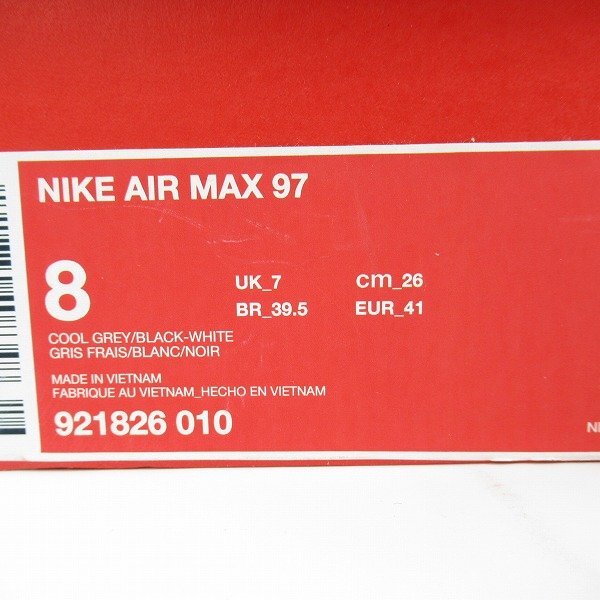 NIKE AIR MAX 97
8 UK_7 cm_26
BR_39.5 EUR_41
COOL GREY/BLACK-WHITE
GRIS FRAIS/BLANC/NOIR
MADE IN VIETNAM
FABRIQUE AU VIETNAM_HECHO EN VIETNAM
921826 010